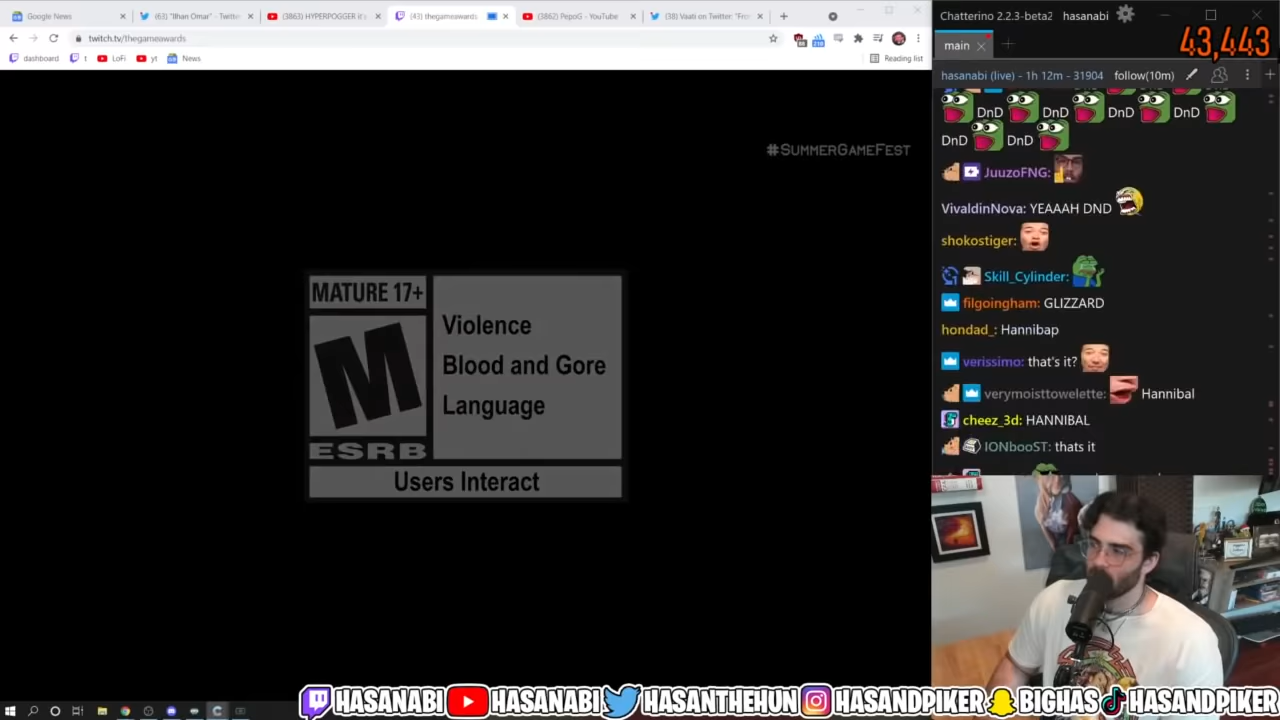 Google News
(63) "Ilhan Omar" - Twitter
(3863) HYPERPOGGER it's
(43) thegameawards
(3862) PepoG - YouTube
(38) Vaati on Twitter: "Fro
twitch.tv/thegameawards
dashboard
t
LoFi
yt
News
Reading list
#SUMMERGAMEFEST
MATURE 17+
M
ESRB
Violence
Blood and Gore
Language
Users Interact
Chatterino 2.2.3-beta2
hasanabi
43,443
main
hasanabi (live) - 1h 12m - 31904
follow(10m)
DnD DnD DnD DnD
DnD DnD
JuuzoFNG:
VivaldinNova: YEAAAH DND
shokostiger:
Skill_Cylinder:
filgoingham: GLIZZARD
hondad_: Hannibap
verissimo: that's it?
verymoisttowelette: Hannibal
cheez_3d: HANNIBAL
IONbooST: thats it
HASANABI
HASANABI
HASANTHEHUN
HASANDPIKER
BIGHAS
HASANDPIKER